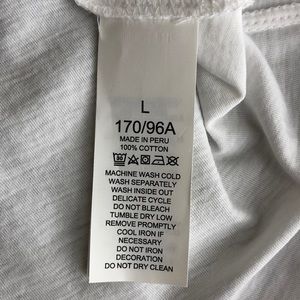 L
170/96A
MADE IN PERU
100% COTTON
MACHINE WASH COLD
WASH SEPARATELY
WASH INSIDE OUT
DELICATE CYCLE
DO NOT BLEACH
TUMBLE DRY LOW
REMOVE PROMPTLY
COOL IRON IF
NECESSARY
DO NOT IRON
DECORATION
DO NOT DRY CLEAN